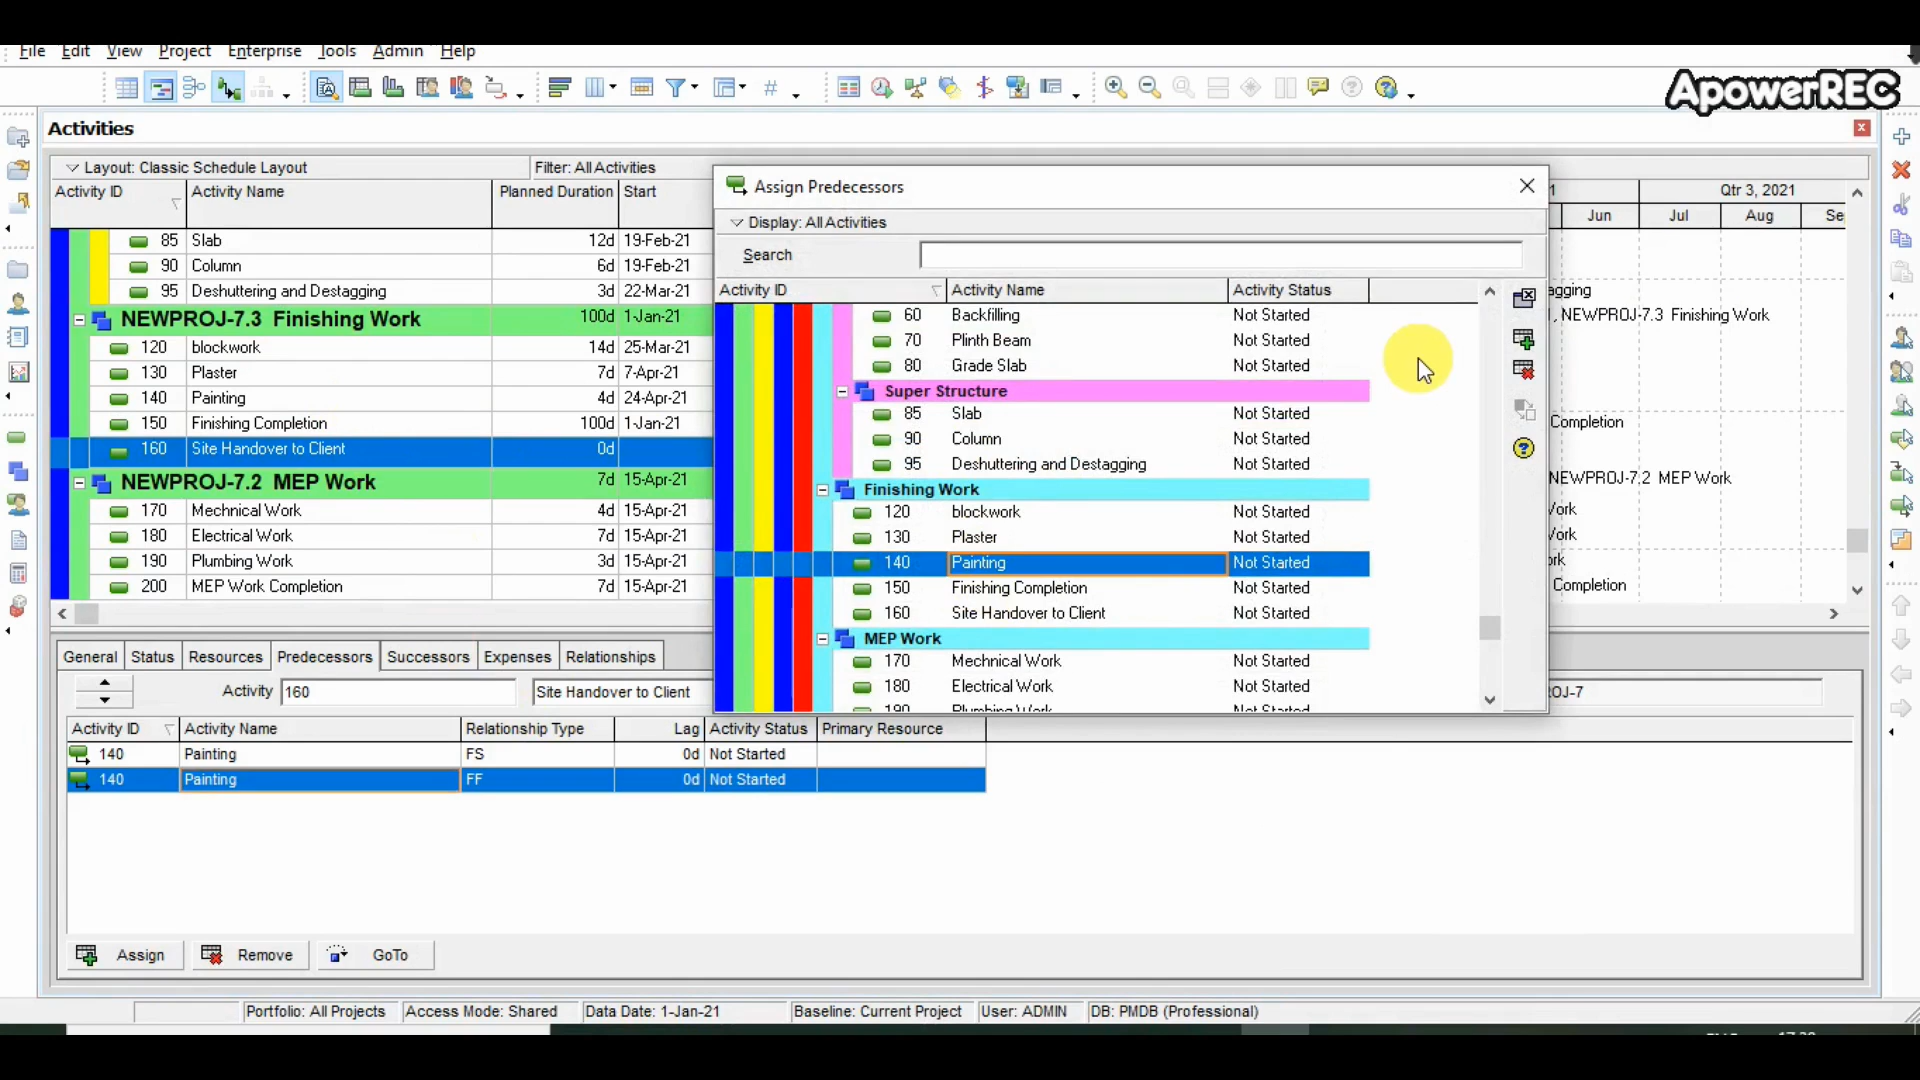 File Edit View Project Enterprise Tools Admin Help
ApowerREC
Activities
Layout: Classic Schedule Layout Filter: All Activities
Activity ID Activity Name Planned Duration Start
Qtr 3, 2021
Jun Jul Aug
85 Slab 12d 19-Feb-21
90 Column 6d 19-Feb-21
95 Deshuttering and Destagging 3d 22-Mar-21
NEWPROJ-7.3 Finishing Work 100d 1-Jan-21
120 blockwork 14d 25-Mar-21
130 Plaster 7d 7-Apr-21
140 Painting 4d 24-Apr-21
150 Finishing Completion 100d 1-Jan-21
160 Site Handover to Client 0d
NEWPROJ-7.2 MEP Work 7d 15-Apr-21
170 Mechnical Work 4d 15-Apr-21
180 Electrical Work 7d 15-Apr-21
190 Plumbing Work 3d 15-Apr-21
200 MEP Work Completion 7d 15-Apr-21
Assign Predecessors
Display: All Activities
Search
Activity ID Activity Name Activity Status
60 Backfilling Not Started
70 Plinth Beam Not Started
80 Grade Slab Not Started
Super Structure
85 Slab Not Started
90 Column Not Started
95 Deshuttering and Destagging Not Started
Finishing Work
120 blockwork Not Started
130 Plaster Not Started
140 Painting Not Started
150 Finishing Completion Not Started
160 Site Handover to Client Not Started
MEP Work
170 Mechnical Work Not Started
180 Electrical Work Not Started
190 Plumbing Work Not Started
agging
, NEWPROJ-7.3 Finishing Work
Completion
NEWPROJ-7.2 MEP Work
ork
ork
rk
Completion
General Status Resources Predecessors Successors Expenses Relationships
Activity 160 Site Handover to Client OJ-7
Activity ID Activity Name Relationship Type Lag Activity Status Primary Resource
140 Painting FS 0d Not Started
140 Painting FF 0d Not Started
Assign Remove GoTo
Portfolio: All Projects Access Mode: Shared Data Date: 1-Jan-21 Baseline: Current Project User: ADMIN DB: PMDB (Professional)